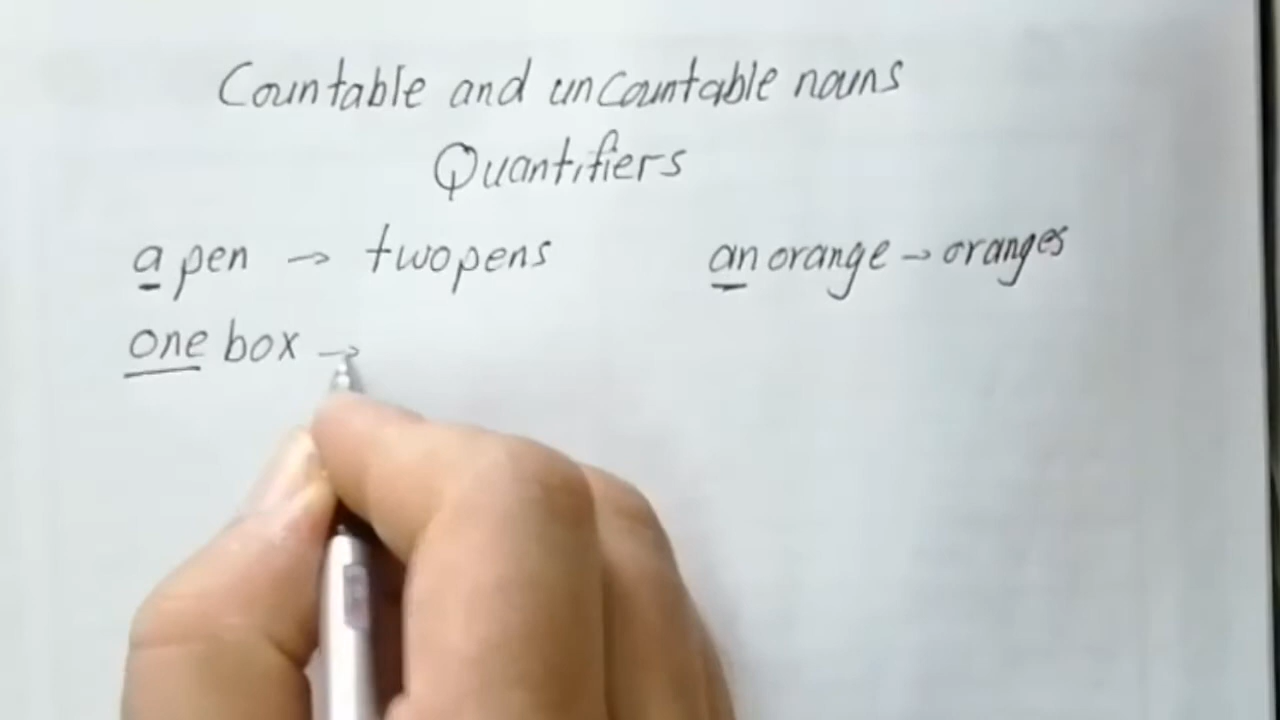 Countable and uncountable nouns
Quantifiers
a pen → two pens an orange → oranges
one box →